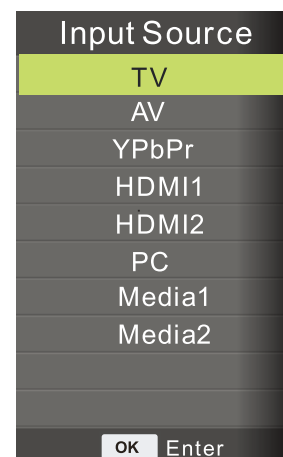 Input Source
TV
AV
YPbPr
HDMI1
HDMI2
PC
Media1
Media2
OK Enter